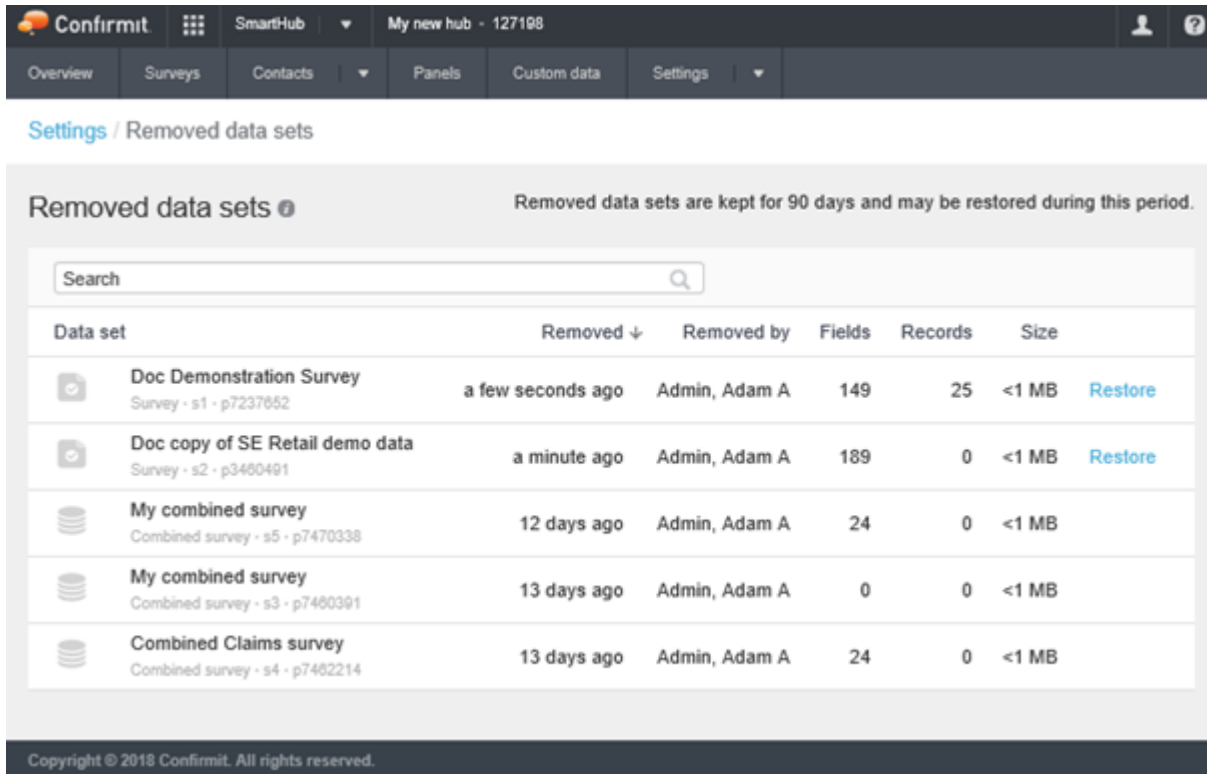 Confirmit
SmartHub
My new hub - 127198
Overview Surveys Contacts Panels Custom data Settings
Settings / Removed data sets
Removed data sets
Removed data sets are kept for 90 days and may be restored during this period.
Search
Data set Removed ↓ Removed by Fields Records Size
Doc Demonstration Survey
a few seconds ago Admin, Adam A 149 25 <1 MB Restore
Survey - s1 - p7237652
Doc copy of SE Retail demo data
a minute ago Admin, Adam A 189 0 <1 MB Restore
Survey - s2 - p3460491
My combined survey
12 days ago Admin, Adam A 24 0 <1 MB
Combined survey - s5 - p7470338
My combined survey
13 days ago Admin, Adam A 0 0 <1 MB
Combined survey - s3 - p7460391
Combined Claims survey
13 days ago Admin, Adam A 24 0 <1 MB
Combined survey - s4 - p7462214
Copyright © 2018 Confirmit. All rights reserved.